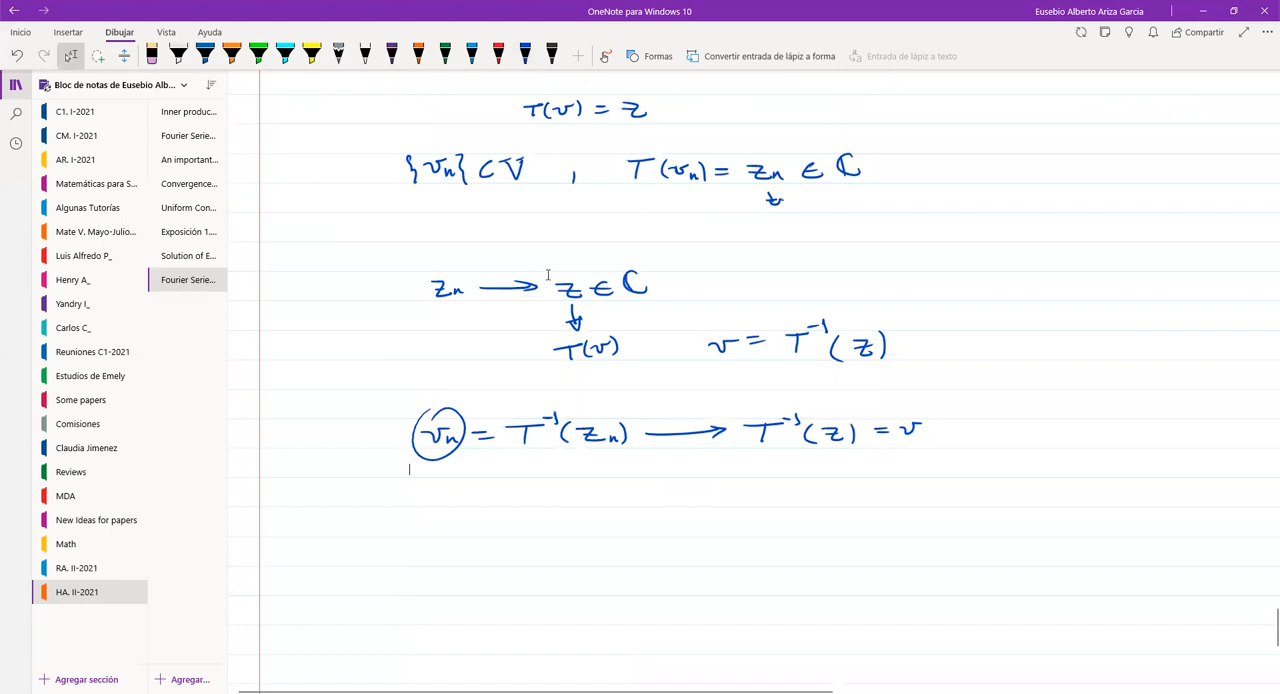 OneNote para Windows 10
Eusebio Alberto Ariza Garcia
Inicio Insertar Dibujar Vista Ayuda
Compartir
Formas
Convertir entrada de lápiz a forma
Entrada de lápiz a texto
Bloc de notas de Eusebio Alb...
C1. I-2021
CM. I-2021
AR. I-2021
Matemáticas para S...
Algunas Tutorías
Mate V. Mayo-Julio...
Luis Alfredo P_
Henry A_
Yandry I_
Carlos C_
Reuniones C1-2021
Estudios de Emely
Some papers
Comisiones
Claudia Jimenez
Reviews
MDA
New Ideas for papers
Math
RA. II-2021
HA. II-2021
Agregar sección
Inner produc...
Fourier Serie...
An important...
Convergence...
Uniform Con...
Exposición 1....
Solution of E...
Fourier Serie...
Agregar...
T(v) = z
{vₙ} ⊂ V , T(vₙ) = zₙ ∈ ℂ
zₙ ⟶ z ∈ ℂ
↓
T(v) v = T⁻¹(z)
vₙ = T⁻¹(zₙ) ⟶ T⁻¹(z) = v